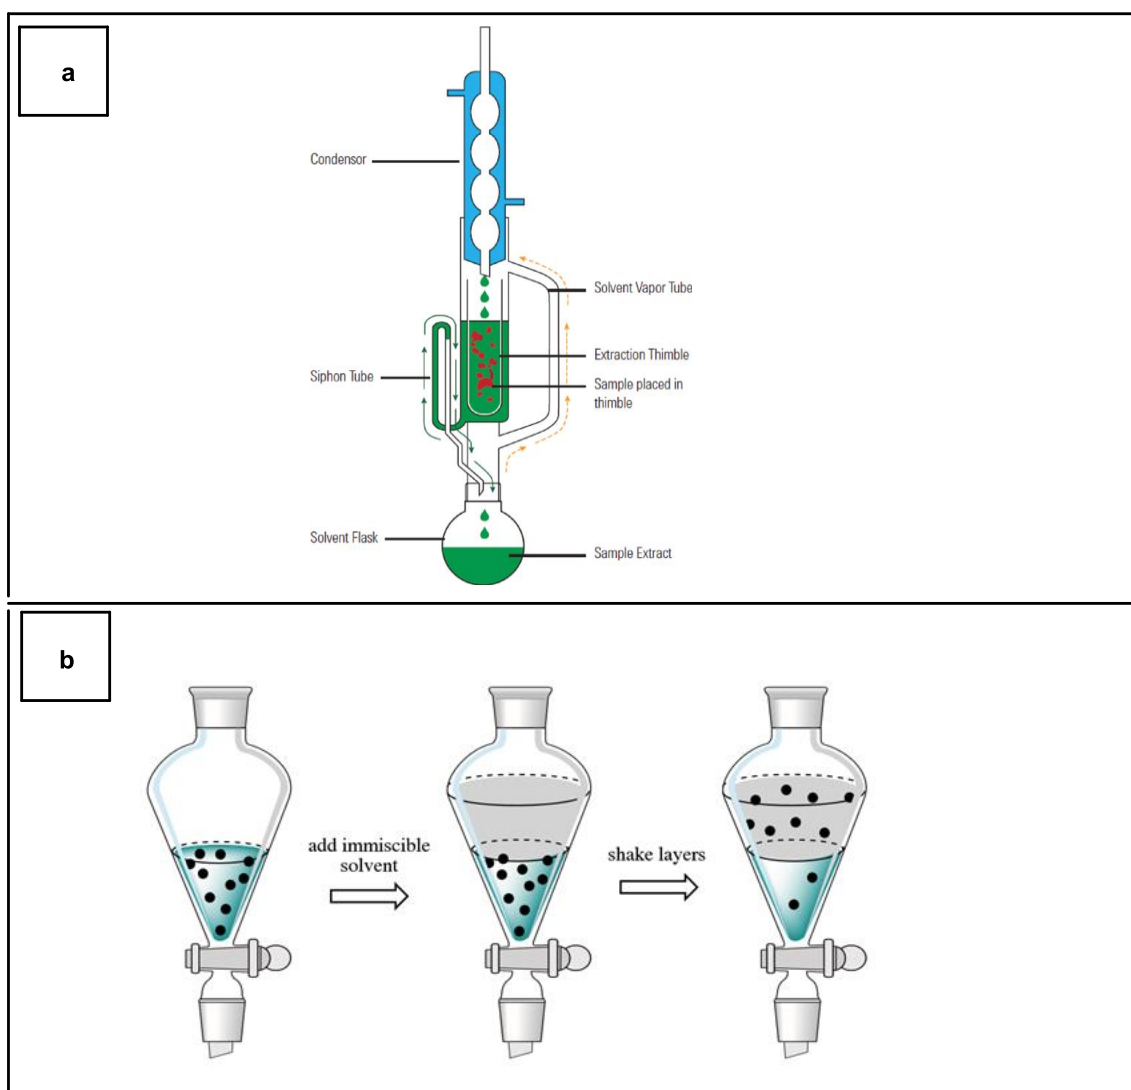 a
Condensor
Solvent Vapor Tube
Extraction Thimble
Siphon Tube
Sample placed in
thimble
Solvent Flask
Sample Extract
b
add immiscible
solvent
shake layers